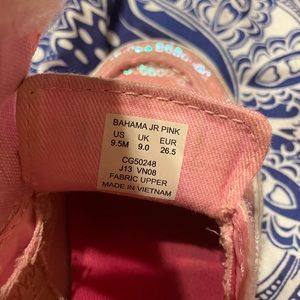 BAHAMA JR PINK
US UK EUR
9.5M 9.0 26.5
CG50248
J13 VN08
FABRIC UPPER
MADE IN VIETNAM